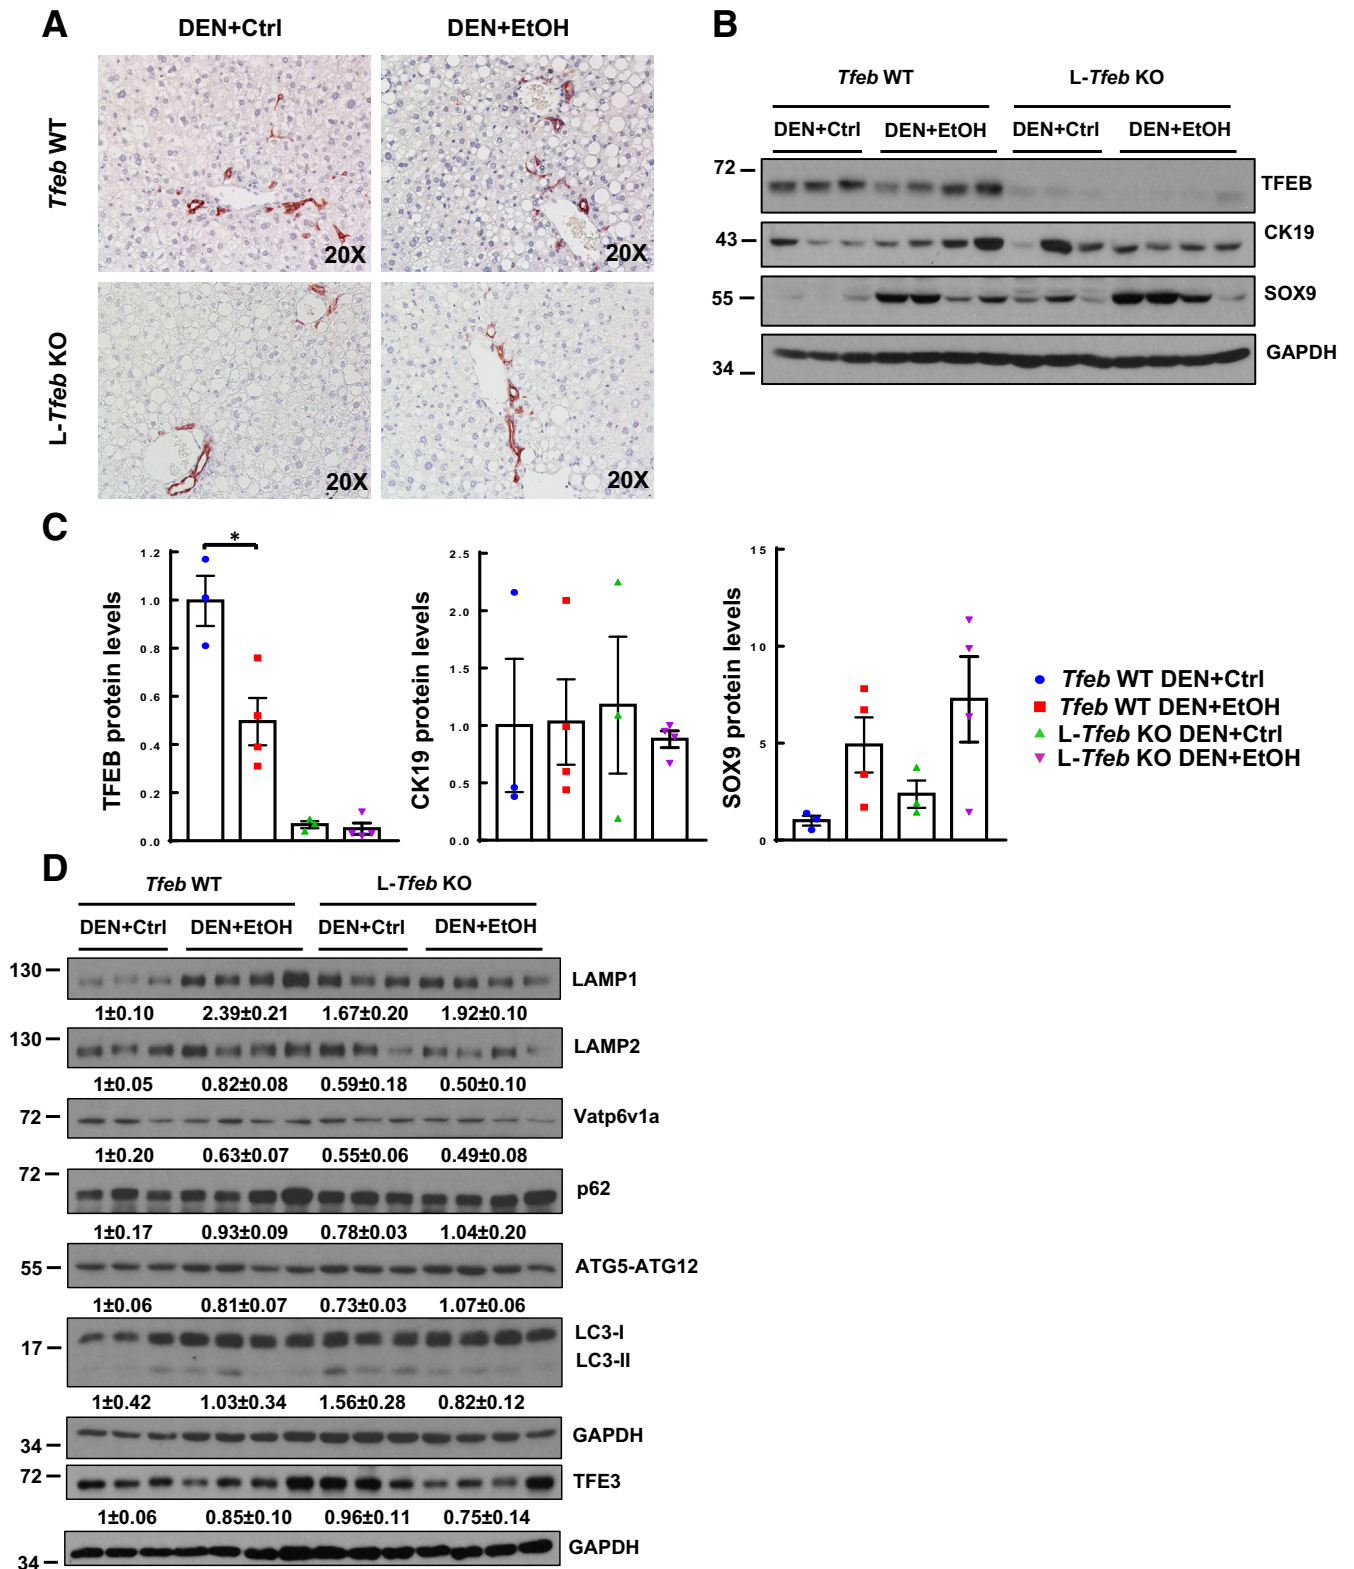 A
DEN+Ctrl
DEN+EtOH
Tfeb WT
20X
20X
L-Tfeb KO
20X
20X
B
Tfeb WT
L-Tfeb KO
DEN+Ctrl
DEN+EtOH
DEN+Ctrl
DEN+EtOH
72
TFEB
43
CK19
55
SOX9
34
GAPDH
C
TFEB protein levels
1.2
1.0
0.8
0.6
0.4
0.2
0.0
*
CK19 protein levels
2.5
2.0
1.5
1.0
0.5
0.0
SOX9 protein levels
15
10
5
0
Tfeb WT DEN+Ctrl
Tfeb WT DEN+EtOH
L-Tfeb KO DEN+Ctrl
L-Tfeb KO DEN+EtOH
D
Tfeb WT
L-Tfeb KO
DEN+Ctrl
DEN+EtOH
DEN+Ctrl
DEN+EtOH
130
LAMP1
1±0.10 2.39±0.21 1.67±0.20 1.92±0.10
130
LAMP2
1±0.05 0.82±0.08 0.59±0.18 0.50±0.10
72
Vatp6v1a
1±0.20 0.63±0.07 0.55±0.06 0.49±0.08
72
p62
1±0.17 0.93±0.09 0.78±0.03 1.04±0.20
55
ATG5-ATG12
1±0.06 0.81±0.07 0.73±0.03 1.07±0.06
17
LC3-I
LC3-II
1±0.42 1.03±0.34 1.56±0.28 0.82±0.12
34
GAPDH
72
TFE3
1±0.06 0.85±0.10 0.96±0.11 0.75±0.14
34
GAPDH